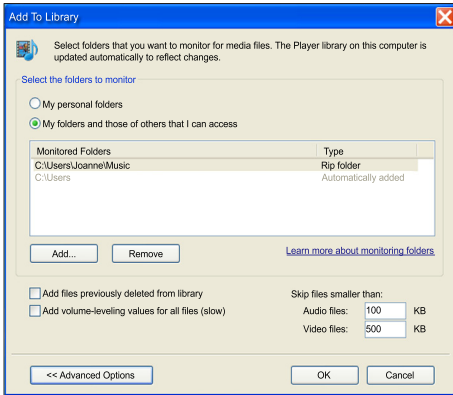 Add To Library
Select folders that you want to monitor for media files. The Player library on this computer is
updated automatically to reflect changes.
Select the folders to monitor
My personal folders
My folders and those of others that I can access
Monitored Folders Type
C:\Users\Joanne\Music Rip folder
C:\Users Automatically added
Add... Remove Learn more about monitoring folders
Add files previously deleted from library Skip files smaller than:
Add volume-leveling values for all files (slow) Audio files: 100 KB
Video files: 500 KB
<< Advanced Options OK Cancel